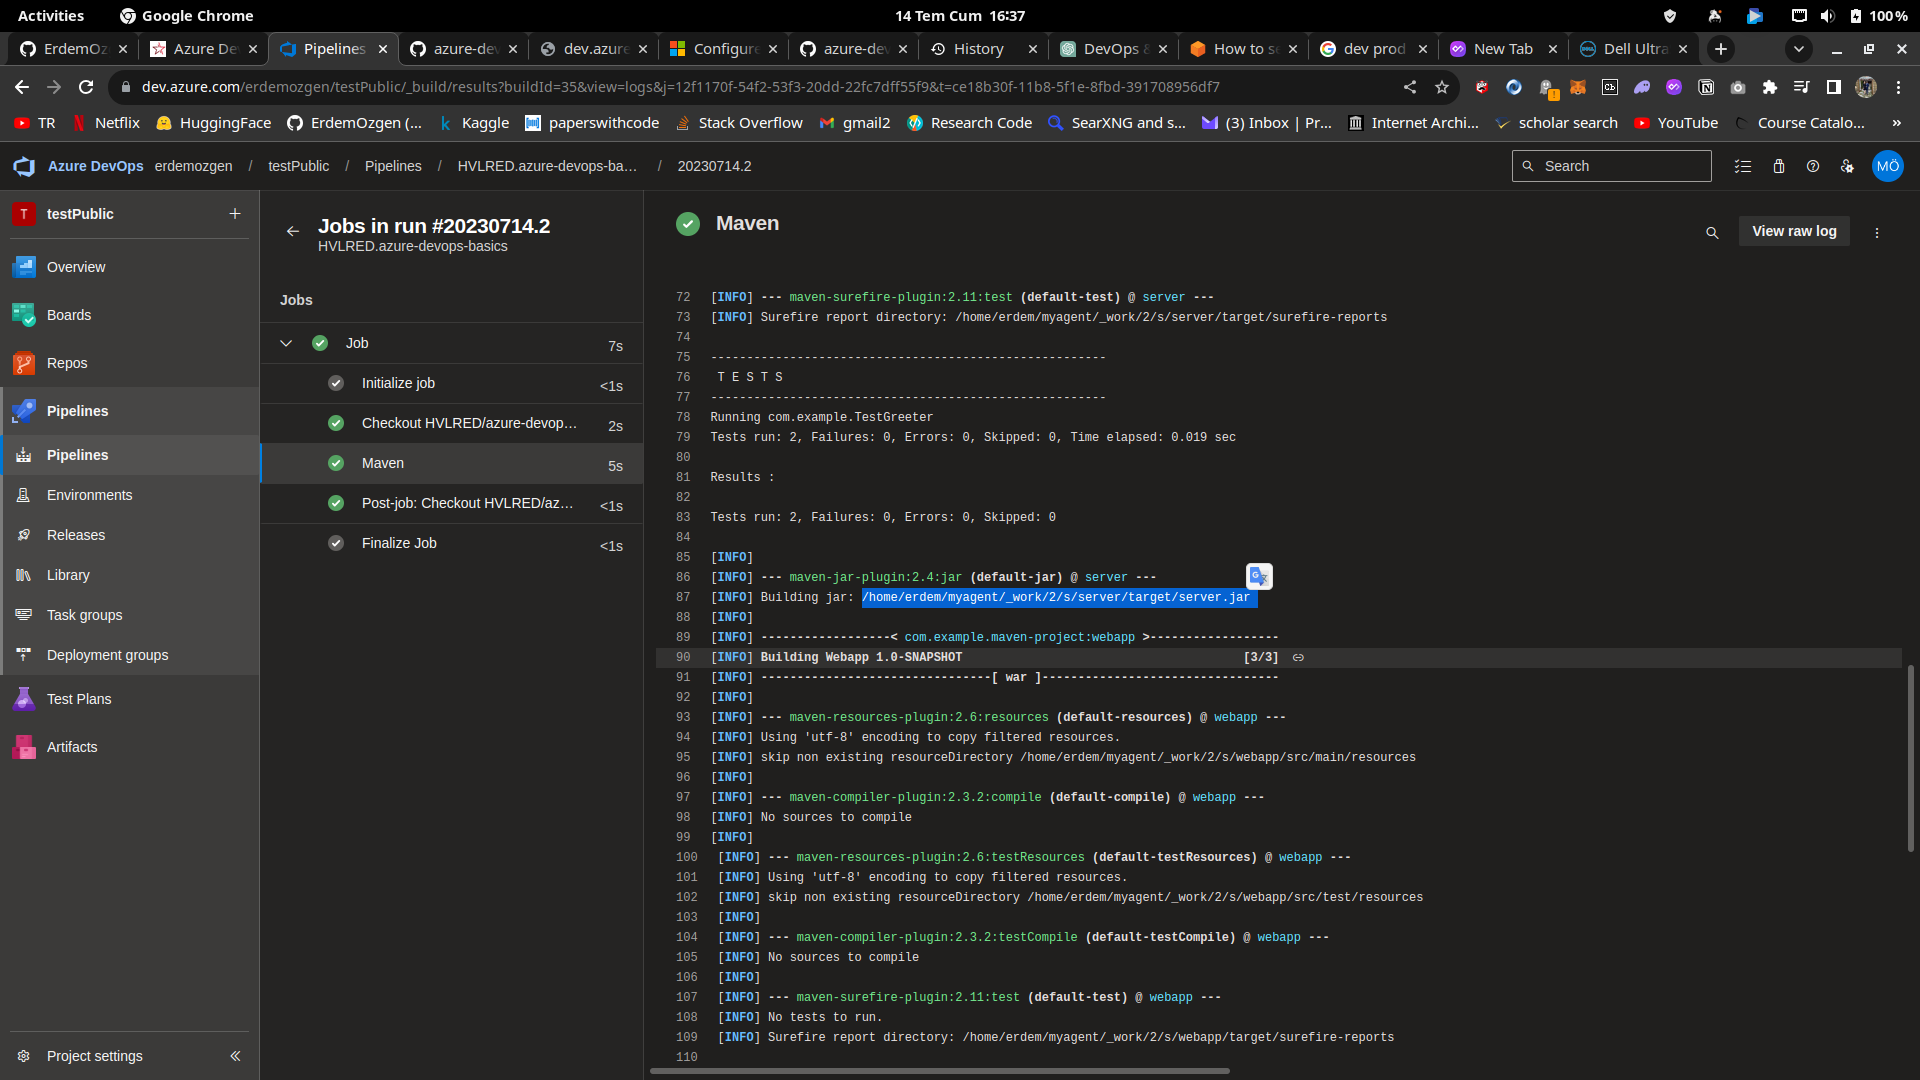 Activities
Google Chrome
14 Tem Cum 16:37
100 %
ErdemOz
Azure De
Pipelines
azure-dev
dev.azure
Configure
azure-dev
History
DevOps &
How to se
dev prod
New Tab
Dell Ultra
dev.azure.com/erdemozgen/testPublic/_build/results?buildId=35&view=logs&j=12f1170f-54f2-53f3-20dd-22fc7dff55f9&t=ce18b30f-11b8-5f1e-8fbd-391708956df7
TR
Netflix
HuggingFace
ErdemOzgen (...
Kaggle
paperswithcode
Stack Overflow
gmail2
Research Code
SearXNG and s...
(3) Inbox | Pr...
Internet Archi...
scholar search
YouTube
Course Catalo...
»
Azure DevOps
erdemozgen / testPublic / Pipelines / HVLRED.azure-devops-ba... / 20230714.2
Search
MÖ
T
testPublic
Overview
Boards
Repos
Pipelines
Pipelines
Environments
Releases
Library
Task groups
Deployment groups
Test Plans
Artifacts
Project settings
Jobs in run #20230714.2
HVLRED.azure-devops-basics
Jobs
Job 7s
Initialize job <1s
Checkout HVLRED/azure-devop... 2s
Maven 5s
Post-job: Checkout HVLRED/az... <1s
Finalize Job <1s
Maven
View raw log
72 [INFO] --- maven-surefire-plugin:2.11:test (default-test) @ server ---
73 [INFO] Surefire report directory: /home/erdem/myagent/_work/2/s/server/target/surefire-reports
74
75 -------------------------------------------------------
76 T E S T S
77 -------------------------------------------------------
78 Running com.example.TestGreeter
79 Tests run: 2, Failures: 0, Errors: 0, Skipped: 0, Time elapsed: 0.019 sec
80
81 Results :
82
83 Tests run: 2, Failures: 0, Errors: 0, Skipped: 0
84
85 [INFO]
86 [INFO] --- maven-jar-plugin:2.4:jar (default-jar) @ server ---
87 [INFO] Building jar: /home/erdem/myagent/_work/2/s/server/target/server.jar
88 [INFO]
89 [INFO] ------------------< com.example.maven-project:webapp >------------------
90 [INFO] Building Webapp 1.0-SNAPSHOT [3/3]
91 [INFO] --------------------------------[ war ]---------------------------------
92 [INFO]
93 [INFO] --- maven-resources-plugin:2.6:resources (default-resources) @ webapp ---
94 [INFO] Using 'utf-8' encoding to copy filtered resources.
95 [INFO] skip non existing resourceDirectory /home/erdem/myagent/_work/2/s/webapp/src/main/resources
96 [INFO]
97 [INFO] --- maven-compiler-plugin:2.3.2:compile (default-compile) @ webapp ---
98 [INFO] No sources to compile
99 [INFO]
100 [INFO] --- maven-resources-plugin:2.6:testResources (default-testResources) @ webapp ---
101 [INFO] Using 'utf-8' encoding to copy filtered resources.
102 [INFO] skip non existing resourceDirectory /home/erdem/myagent/_work/2/s/webapp/src/test/resources
103 [INFO]
104 [INFO] --- maven-compiler-plugin:2.3.2:testCompile (default-testCompile) @ webapp ---
105 [INFO] No sources to compile
106 [INFO]
107 [INFO] --- maven-surefire-plugin:2.11:test (default-test) @ webapp ---
108 [INFO] No tests to run.
109 [INFO] Surefire report directory: /home/erdem/myagent/_work/2/s/webapp/target/surefire-reports
110